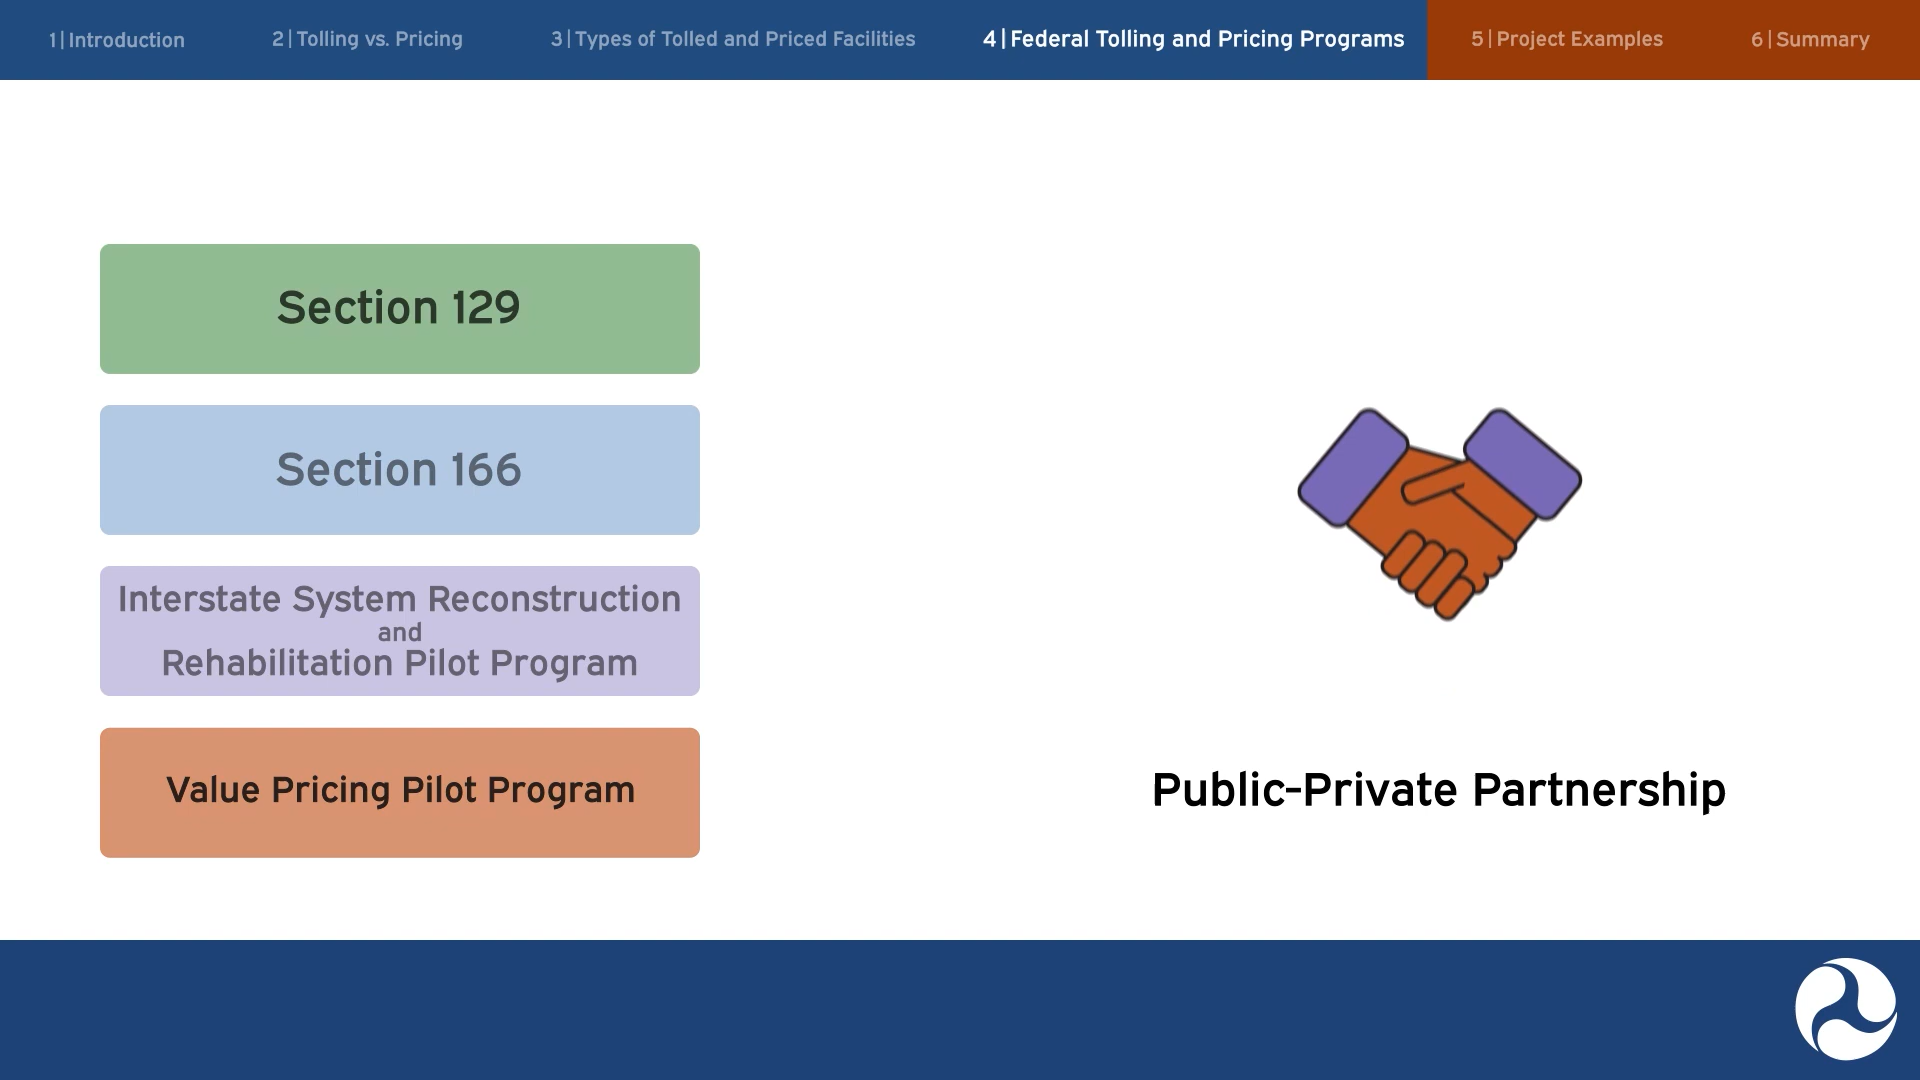 1|Introduction
2|Tolling vs. Pricing
3|Types of Tolled and Priced Facilities
4|Federal Tolling and Pricing Programs
5|Project Examples
6|Summary
Section 129
Section 166
Interstate System Reconstruction
and
Rehabilitation Pilot Program
Value Pricing Pilot Program
Public-Private Partnership